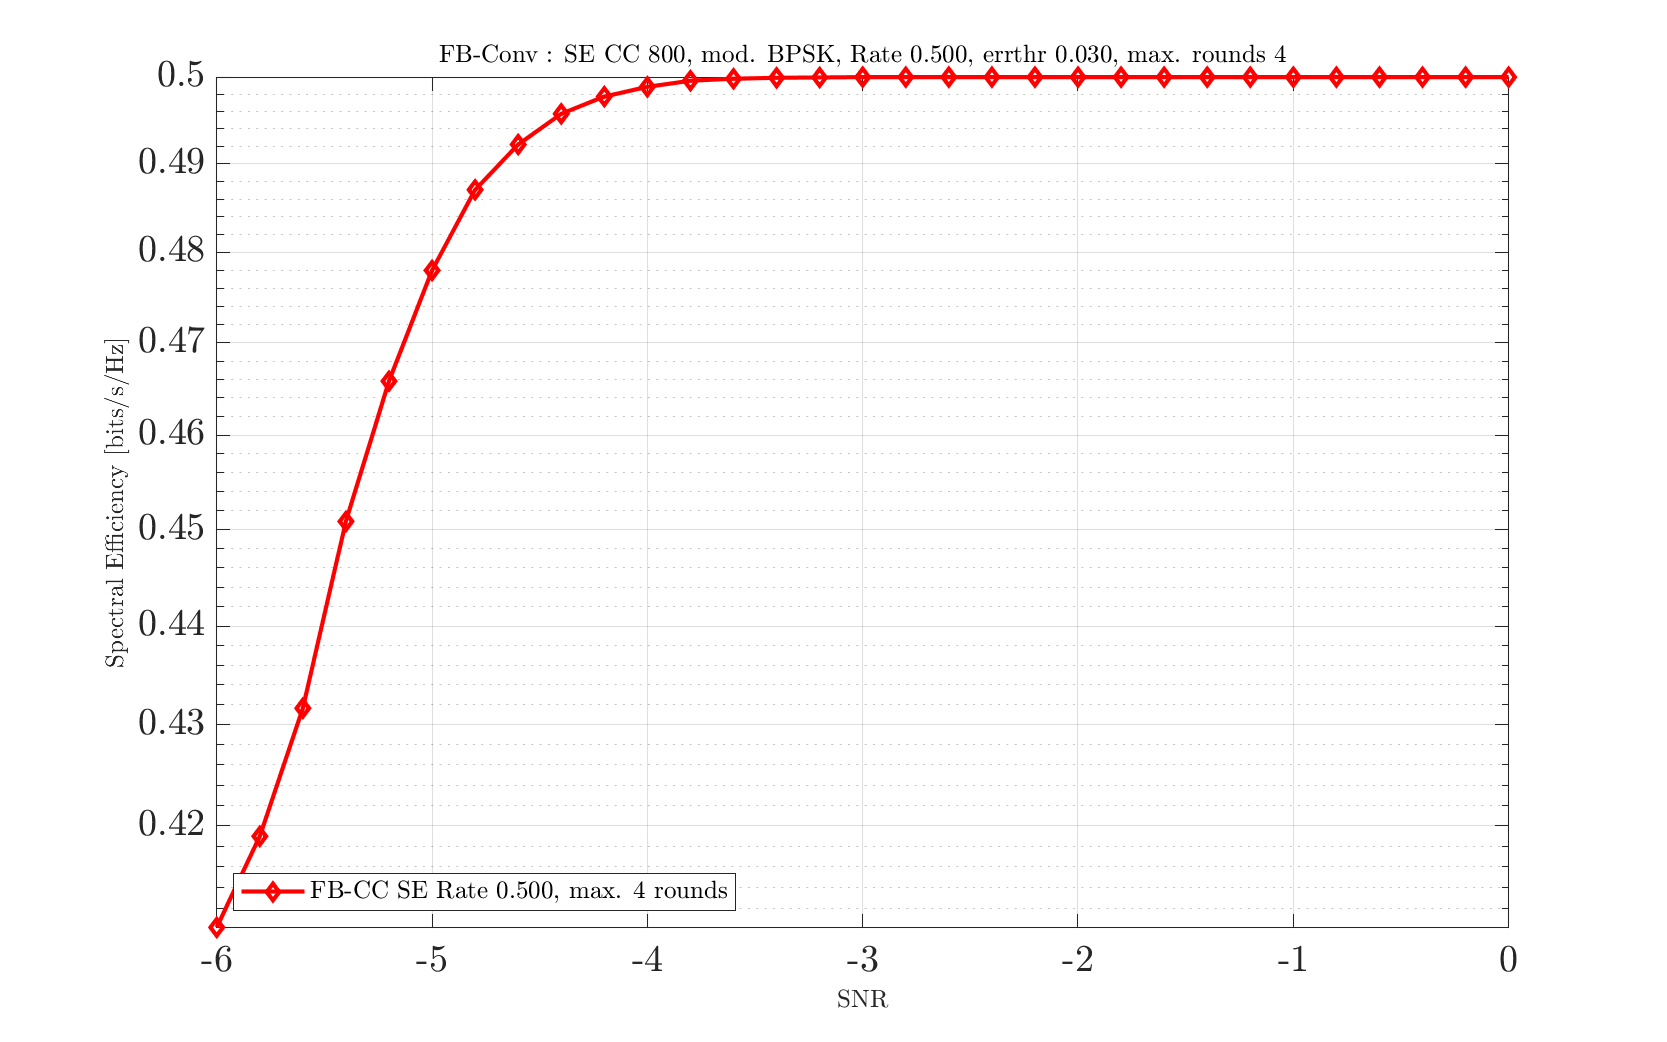 FB-Conv : SE CC 800, mod. BPSK, Rate 0.500, errthr 0.030, max. rounds 4
0.5
0.49
0.48
0.47
0.46
0.45
0.44
0.43
0.42
Spectral Efficiency [bits/s/Hz]
FB-CC SE Rate 0.500, max. 4 rounds
-6 -5 -4 -3 -2 -1 0
SNR